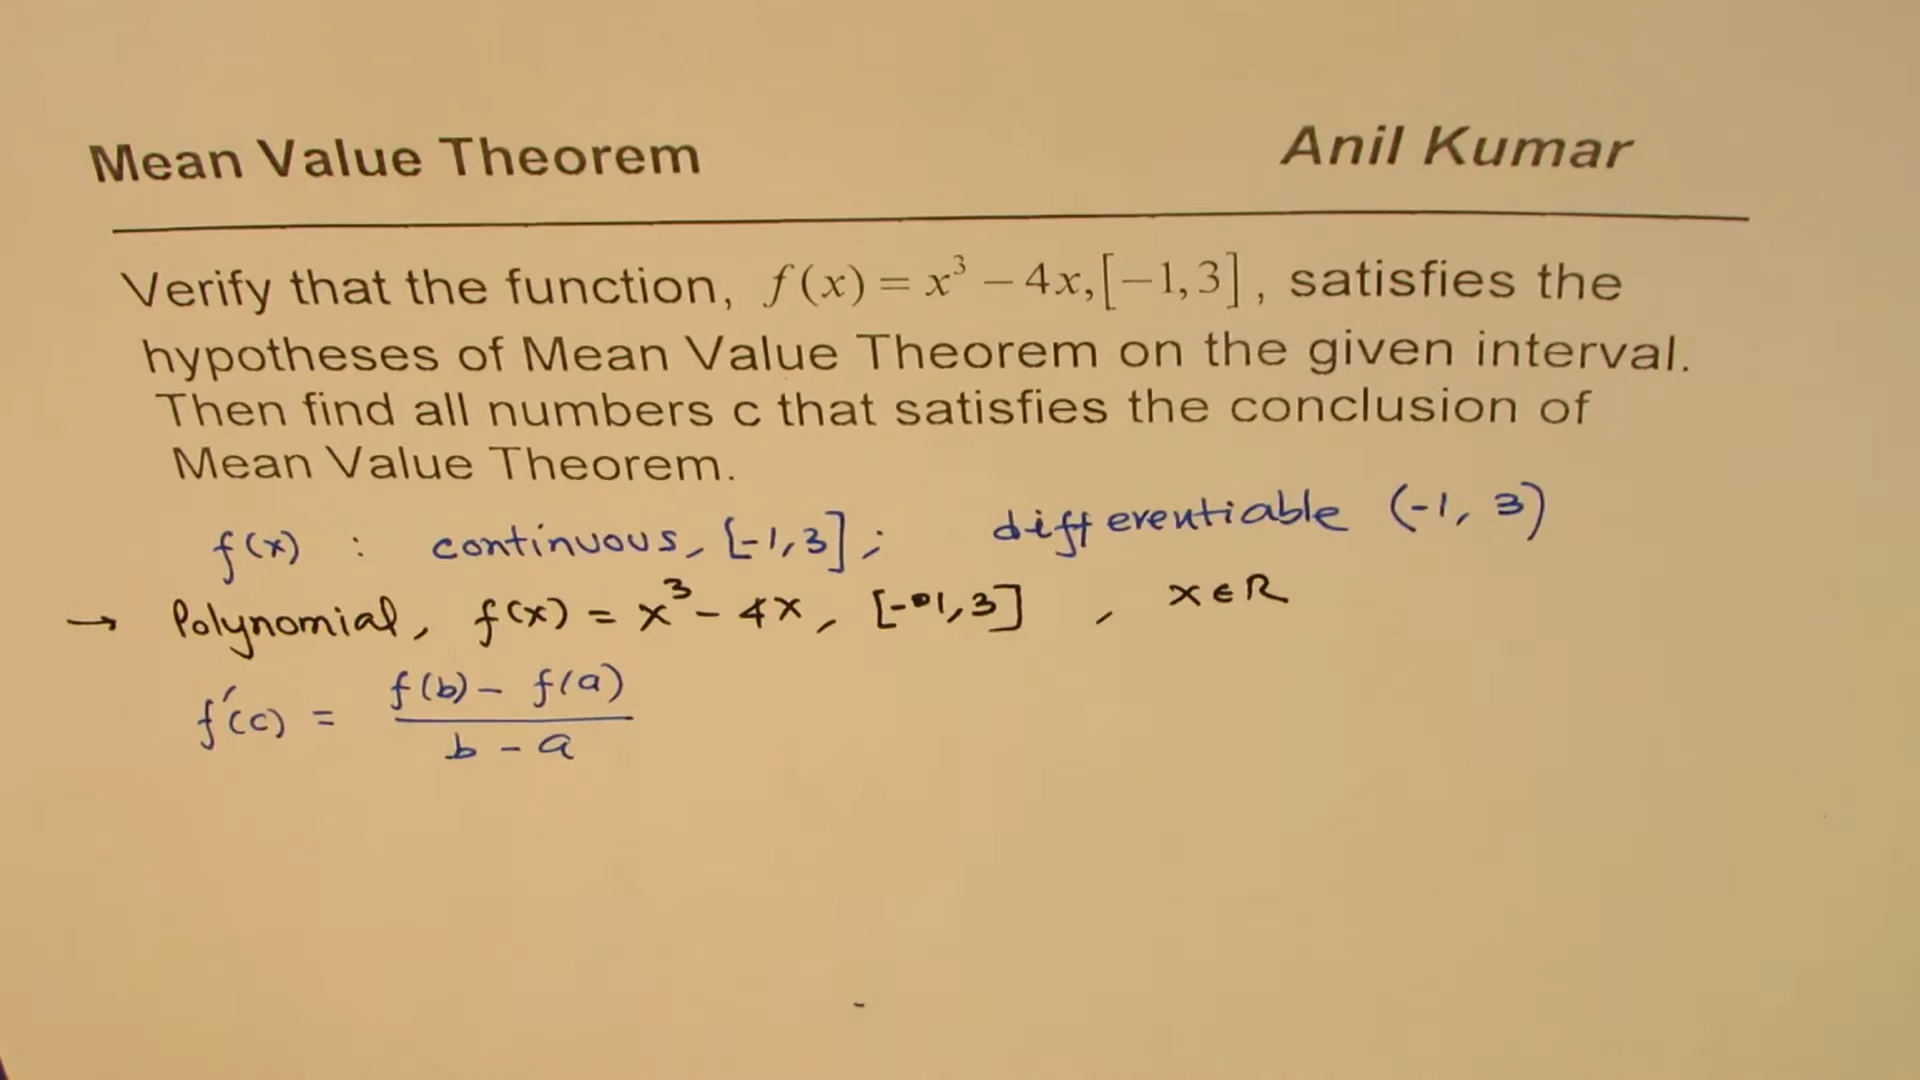 Mean Value Theorem Anil Kumar
Verify that the function, f(x) = x³ − 4x, [−1, 3], satisfies the
hypotheses of Mean Value Theorem on the given interval.
Then find all numbers c that satisfies the conclusion of
Mean Value Theorem.
f(x) : continuous, [-1, 3] ; differentiable (-1, 3)
→ Polynomial, f(x) = x³ - 4x, [-1, 3] , x ∈ R
f'(c) = f(b) - f(a)
b - a